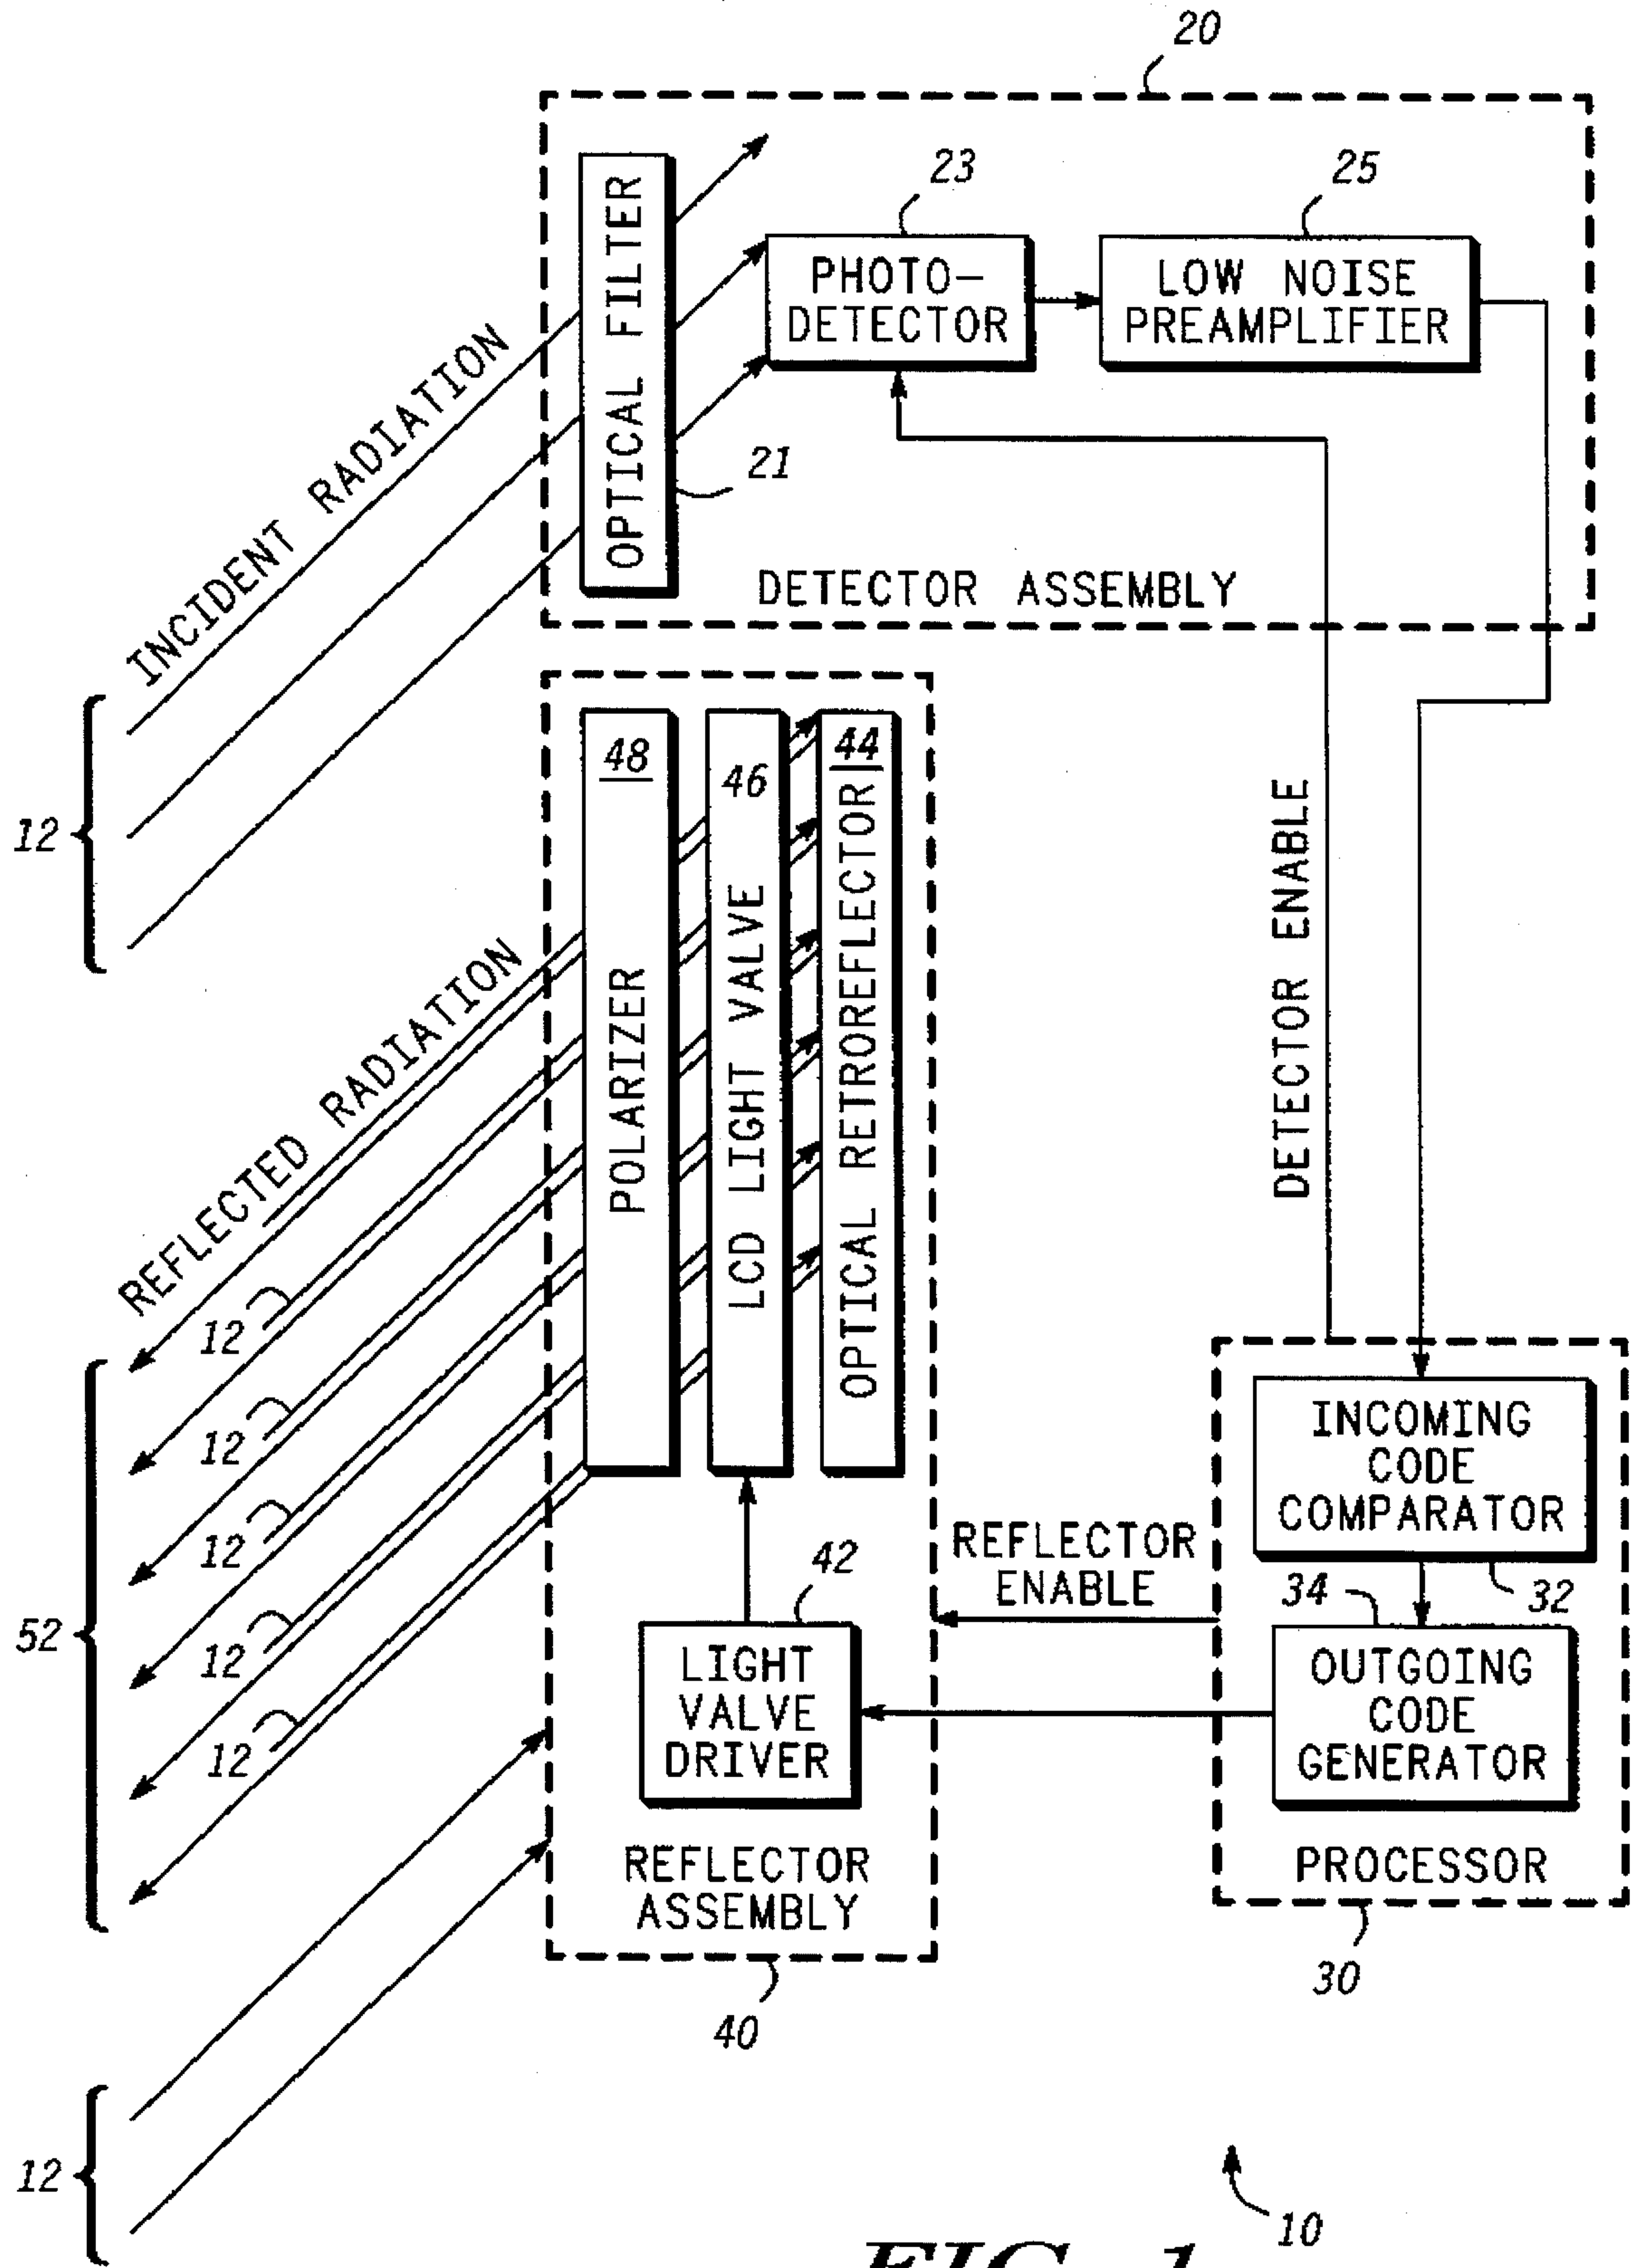 20
23
25
OPTICAL FILTER
PHOTO-
DETECTOR
LOW NOISE
PREAMPLIFIER
21
INCIDENT RADIATION
DETECTOR ASSEMBLY
12
48
46
44
POLARIZER
LCD LIGHT VALVE
OPTICAL RETROREFLECTOR
DETECTOR ENABLE
REFLECTED RADIATION
12
12
12
12
12
52
INCOMING
CODE
COMPARATOR
32
REFLECTOR
ENABLE
34
42
LIGHT
VALVE
DRIVER
OUTGOING
CODE
GENERATOR
REFLECTOR
ASSEMBLY
PROCESSOR
40
30
12
10
FIG. 1